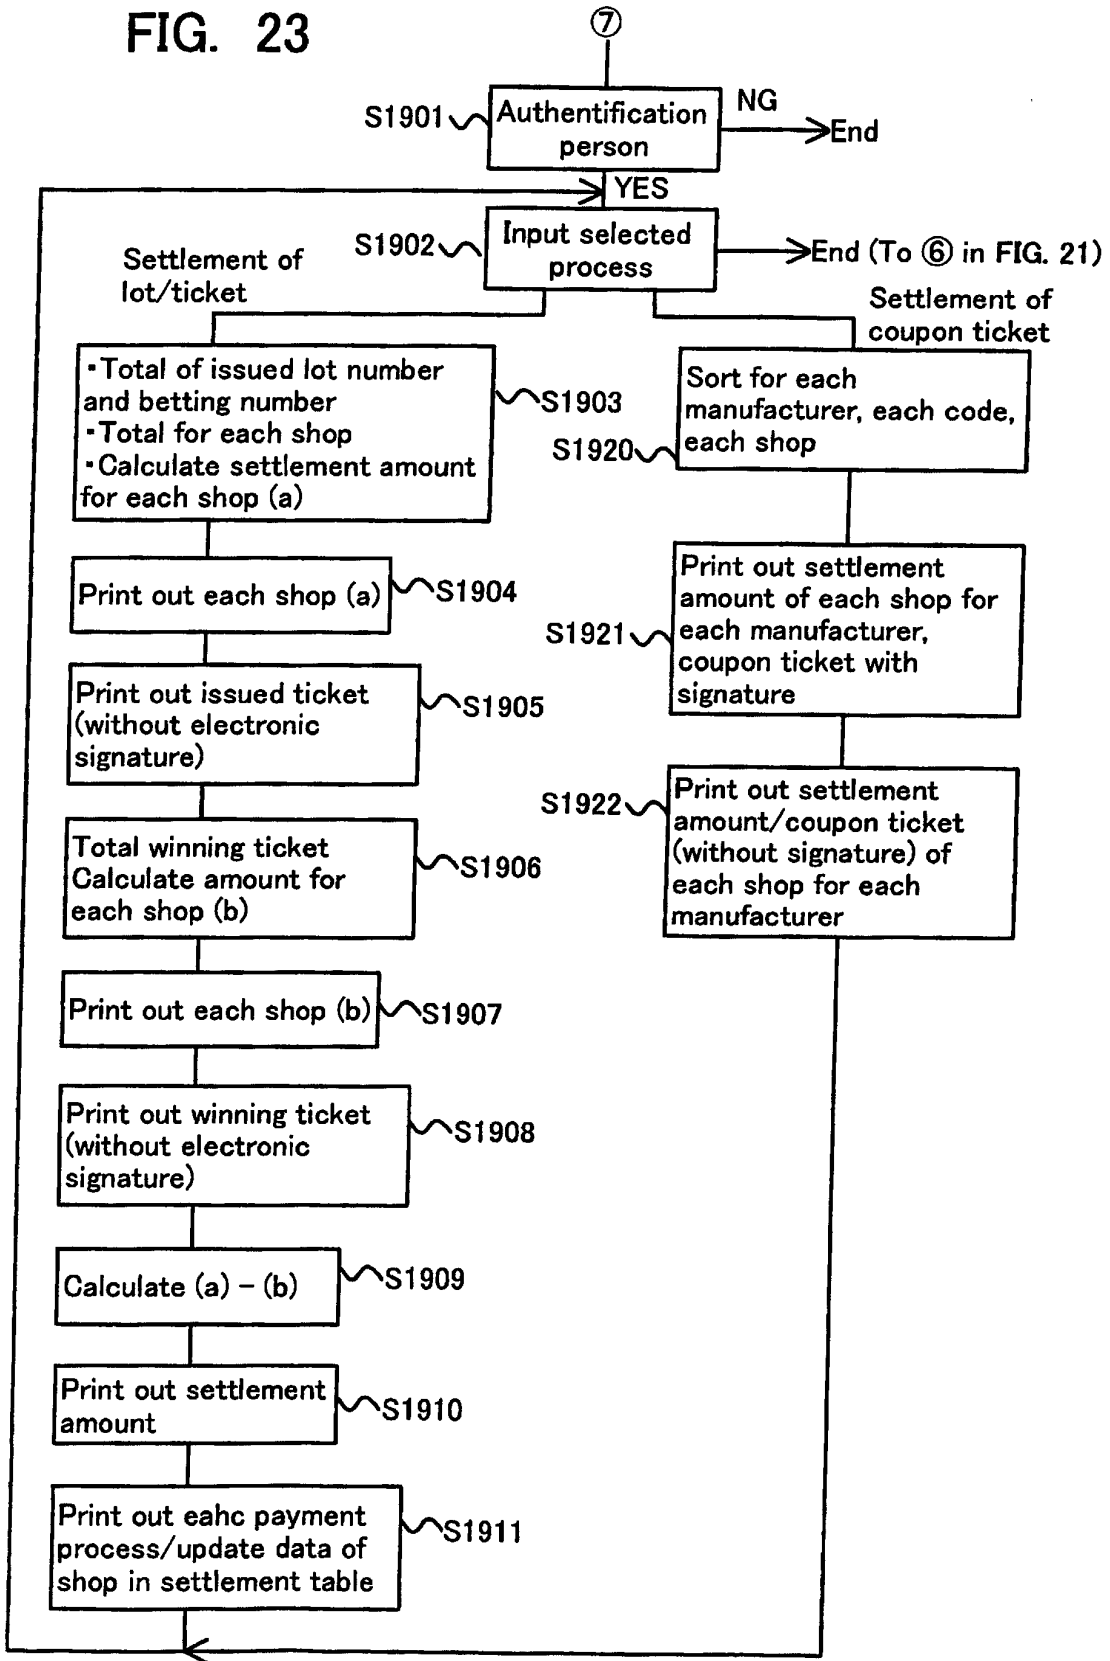 FIG. 23
⑦
S1901
Authentification
person
NG
End
YES
S1902
Input selected
process
End (To ⑥ in FIG. 21)
Settlement of
lot/ticket
Settlement of
coupon ticket
・Total of issued lot number
and betting number
・Total for each shop
・Calculate settlement amount
for each shop (a)
S1903
Print out each shop (a)
S1904
Print out issued ticket
(without electronic
signature)
S1905
Total winning ticket
Calculate amount for
each shop (b)
S1906
Print out each shop (b)
S1907
Print out winning ticket
(without electronic
signature)
S1908
Calculate (a) - (b)
S1909
Print out settlement
amount
S1910
Print out eahc payment
process/update data of
shop in settlement table
S1911
Sort for each
manufacturer, each code,
each shop
S1920
Print out settlement
amount of each shop for
each manufacturer,
coupon ticket with
signature
S1921
Print out settlement
amount/coupon ticket
(without signature) of
each shop for each
manufacturer
S1922